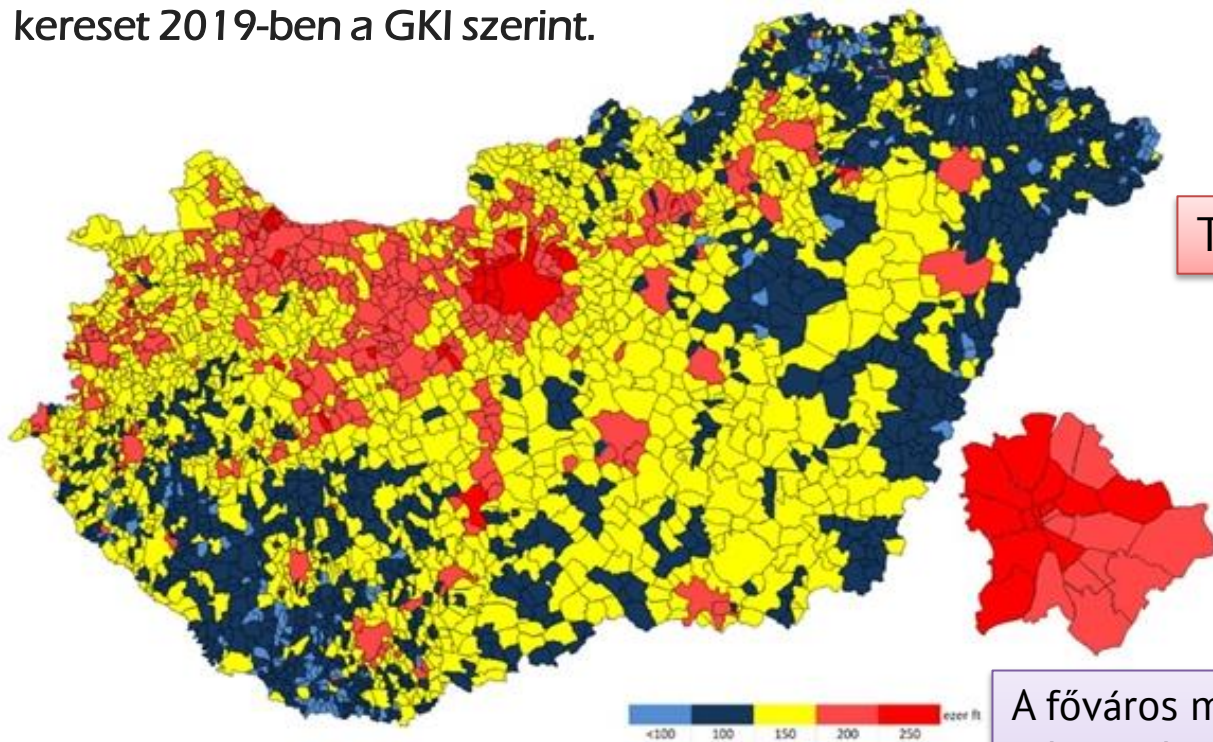 kereset 2019-ben a GKI szerint.
T
A főváros m
ezer ft
<100 100 150 200 250